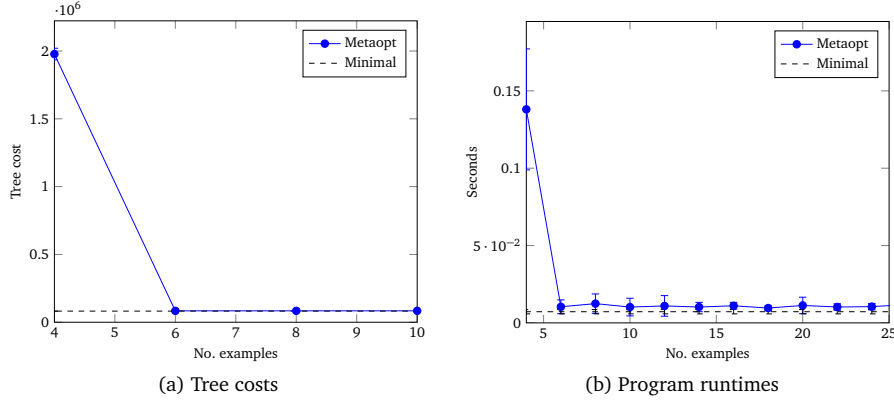 ·10⁶
2
1.5
1
0.5
0
Tree cost
4 5 6 7 8 9 10
No. examples
Metaopt
Minimal
(a) Tree costs
0.15
0.1
5 · 10⁻²
0
Seconds
5 10 15 20 25
No. examples
Metaopt
Minimal
(b) Program runtimes